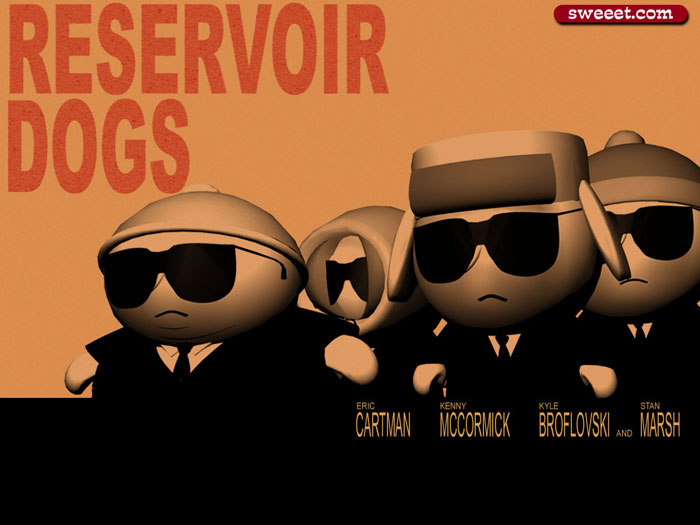 sweeet.com
RESERVOIR
DOGS
ERIC
CARTMAN
KENNY
MCCORMICK
KYLE
BROFLOVSKI
AND
STAN
MARSH